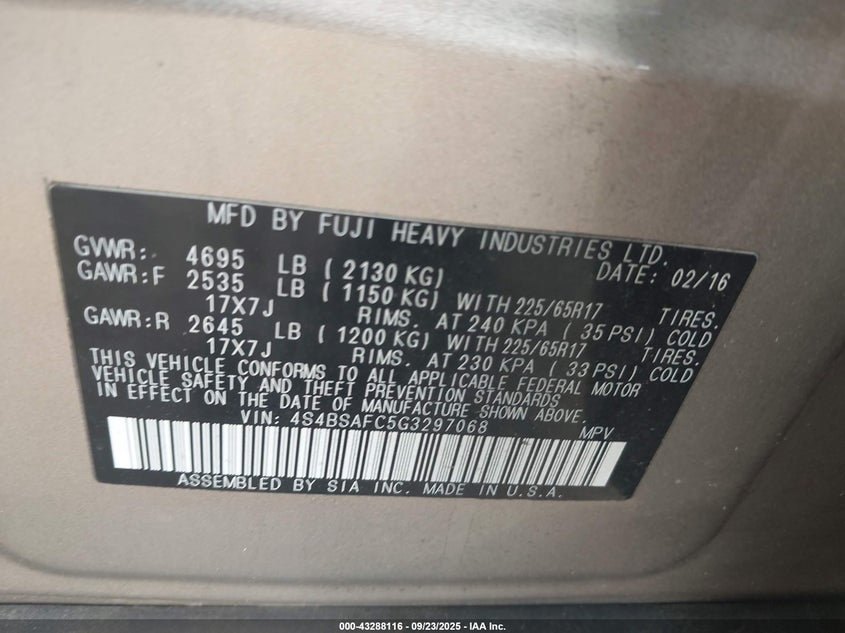 MFD BY FUJI HEAVY INDUSTRIES LTD.
GVWR: 4695 LB ( 2130 KG) DATE: 02/16
GAWR:F 2535 LB ( 1150 KG) WITH 225/65R17 TIRES.
17X7J RIMS. AT 240 KPA ( 35 PSI) COLD
GAWR:R 2645 LB ( 1200 KG) WITH 225/65R17 TIRES.
17X7J RIMS. AT 230 KPA ( 33 PSI) COLD
THIS VEHICLE CONFORMS TO ALL APPLICABLE FEDERAL MOTOR
VEHICLE SAFETY AND THEFT PREVENTION STANDARDS
IN EFFECT ON THE DATE OF MANUFACTURE SHOWN ABOVE.
VIN: 4S4BSAFC5G3297068 MPV
ASSEMBLED BY SIA INC. MADE IN U.S.A.
000-43288116 - 09/23/2025 - IAA Inc.